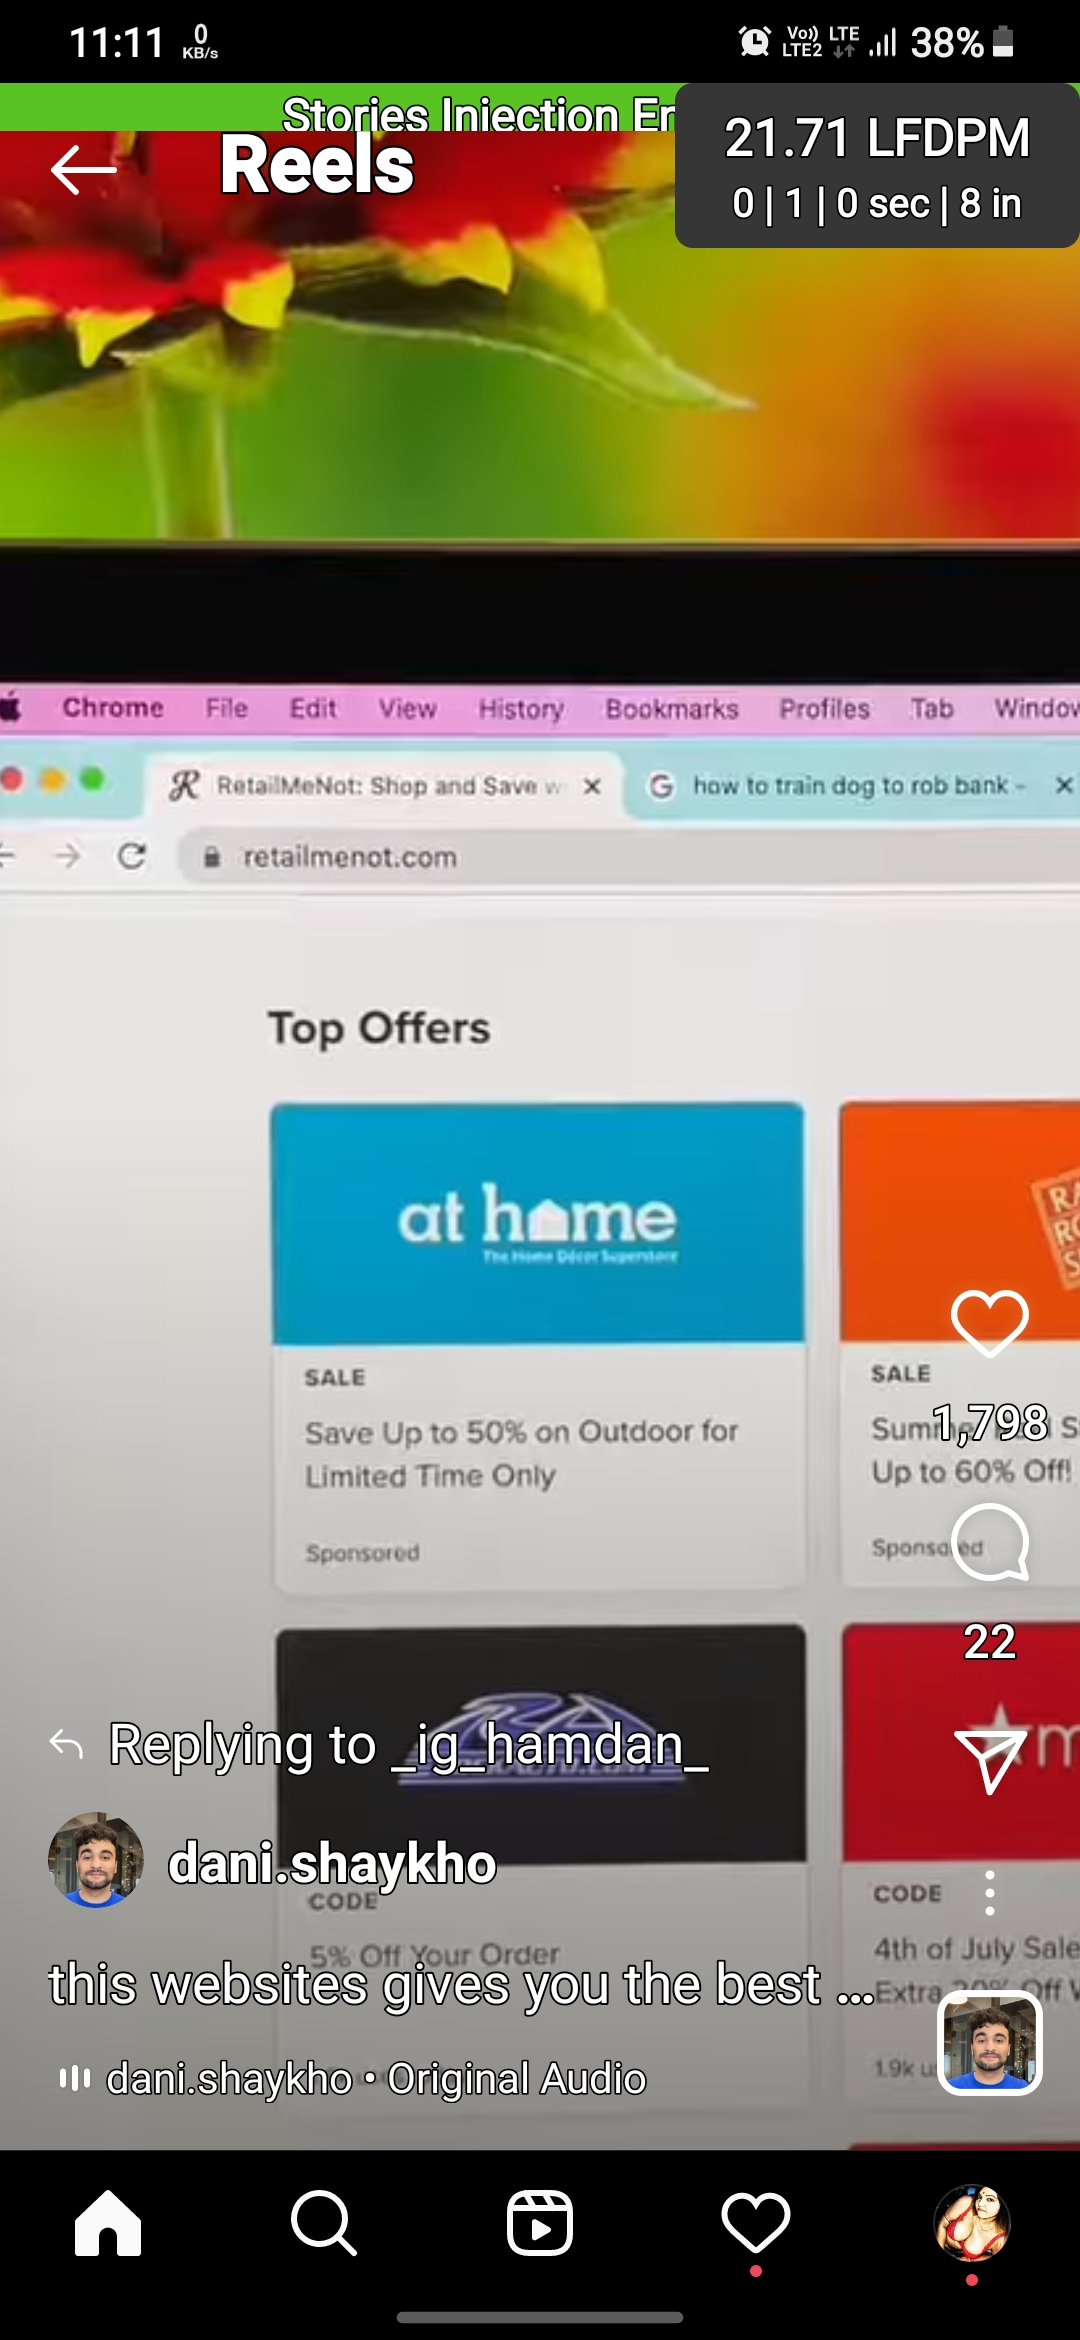 11:11 0 KB/s Vo)) LTE2 LTE 38%
Stories Injection En
21.71 LFDPM
0 | 1 | 0 sec | 8 in
Reels
Chrome File Edit View History Bookmarks Profiles Tab Window
RetailMeNot: Shop and Save w × G how to train dog to rob bank - ×
retailmenot.com
Top Offers
at home
The Home Décor Superstore
SALE
Save Up to 50% on Outdoor for
Limited Time Only
Sponsored
SALE
Up to 60% Off!
Sponsored
1,798
22
Replying to _ig_hamdan_
dani.shaykho
CODE
5% Off Your Order
CODE
4th of July Sale
Extra 20% Off
1.9k
this websites gives you the best ...
dani.shaykho • Original Audio